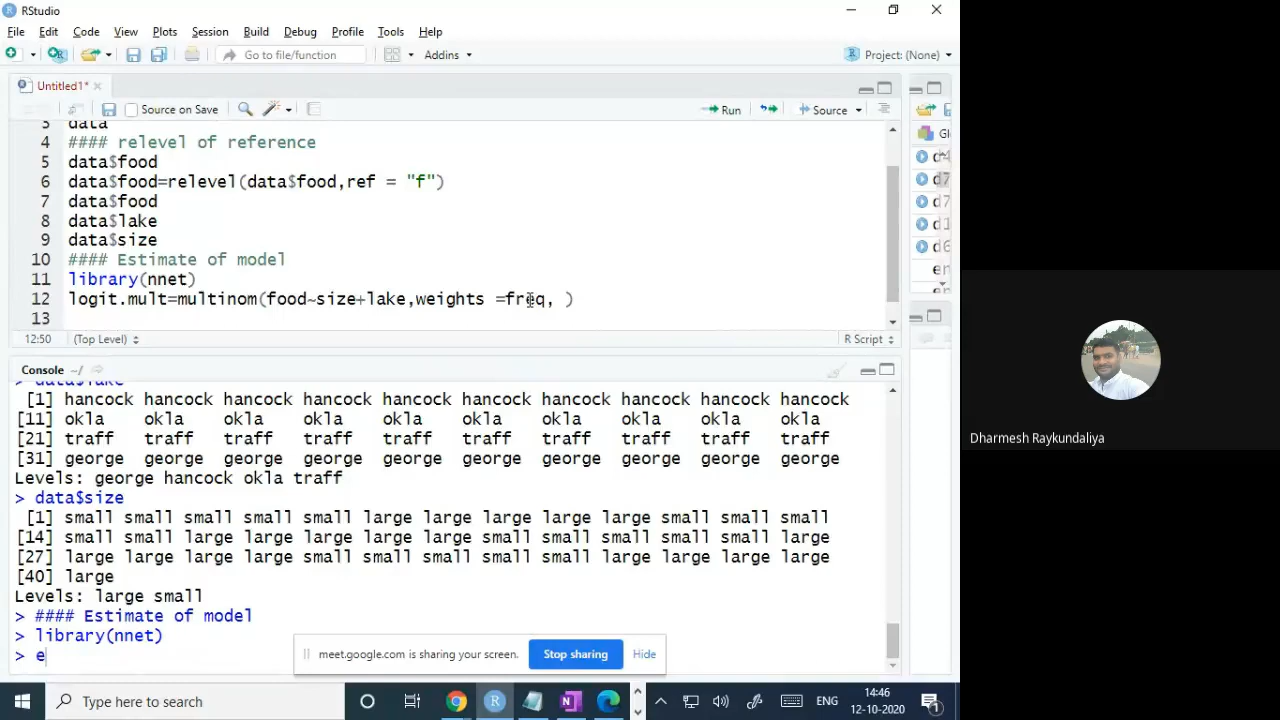 RStudio
File Edit Code View Plots Session Build Debug Profile Tools Help
Go to file/function Addins Project: (None)
Untitled1*
Source on Save Run Source
3 data
4 #### relevel of reference
5 data$food
6 data$food=relevel(data$food,ref = "f")
7 data$food
8 data$lake
9 data$size
10 #### Estimate of model
11 library(nnet)
12 logit.mult=multinom(food~size+lake,weights =freq, )
13
12:50 (Top Level) R Script
Console ~/
> data$lake
[1] hancock hancock hancock hancock hancock hancock hancock hancock hancock hancock
[11] okla okla okla okla okla okla okla okla okla okla
[21] traff traff traff traff traff traff traff traff traff traff
[31] george george george george george george george george george george
Levels: george hancock okla traff
> data$size
[1] small small small small small large large large large large small small small
[14] small small large large large large large small small small small small large
[27] large large large large small small small small small large large large large
[40] large
Levels: large small
> #### Estimate of model
> library(nnet)
> e
meet.google.com is sharing your screen. Stop sharing Hide
Dharmesh Raykundaliya
Type here to search
ENG
14:46
12-10-2020
1